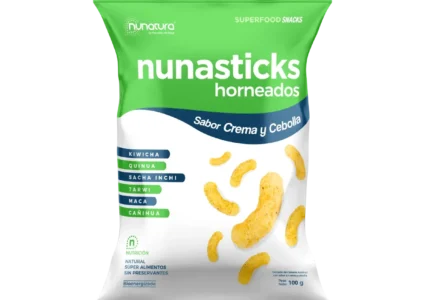 nunatura
SUPERFOOD SNACKS
nunasticks
horneados
Sabor Crema y Cebolla
KIWICHA
QUINUA
SACHA INCHI
TARWI
MACA
CAÑIHUA
n
NUTRICIÓN
NATURAL
SUPER ALIMENTOS
SIN PRESERVANTES